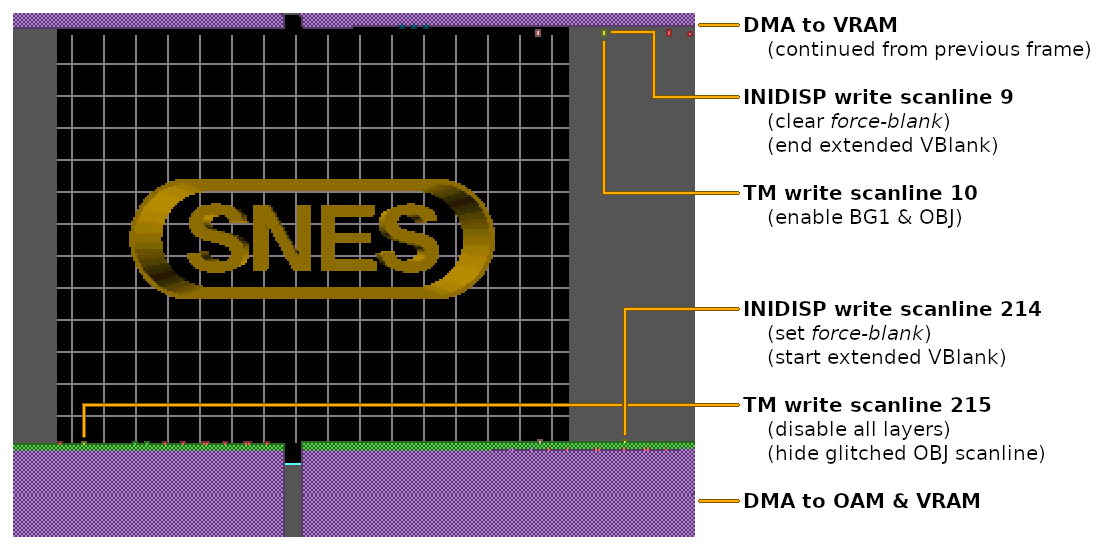 DMA to VRAM
(continued from previous frame)
INIDISP write scanline 9
(clear force-blank)
(end extended VBlank)
TM write scanline 10
(enable BG1 & OBJ)
SNES
INIDISP write scanline 214
(set force-blank)
(start extended VBlank)
TM write scanline 215
(disable all layers)
(hide glitched OBJ scanline)
DMA to OAM & VRAM